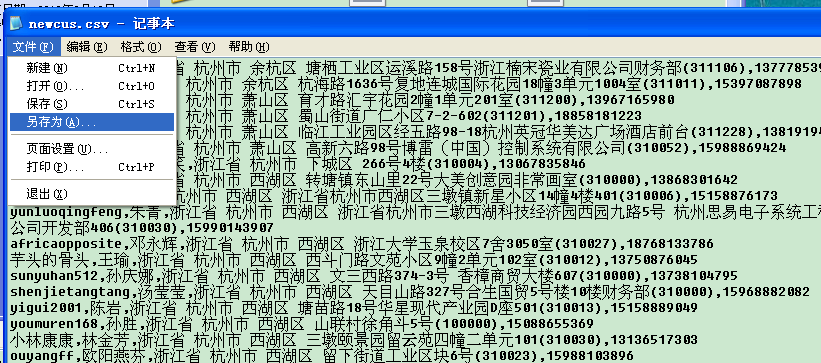 newcus.csv - 记事本
文件(F) 编辑(E) 格式(O) 查看(V) 帮助(H)
新建(N) Ctrl+N
打开(O)... Ctrl+O
保存(S) Ctrl+S
另存为(A)...
页面设置(U)...
打印(P)... Ctrl+P
退出(X)
省 杭州市 余杭区 塘栖工业区运溪路158号浙江楠宋瓷业有限公司财务部(311106),137778539
杭州市 余杭区 杭海路1636号复地连城国际花园18幢3单元1004室(311011),15397087898
杭州市 萧山区 育才路汇宇花园2幢1单元201室(311200),13967165980
杭州市 萧山区 蜀山街道广仁小区7-2-602(311201),18858181223
杭州市 萧山区 临江工业园区经五路98-18杭州英冠华美达广场酒店前台(311228),13819194
杭州市 萧山区 高新六路98号博雷（中国）控制系统有限公司(310052),15988869424
,浙江省 杭州市 下城区 266号4楼(310004),13067835846
省 杭州市 西湖区 转塘镇东山里22号大美创意园非常画室(310000),13868301642
省 杭州市 西湖区 浙江省杭州市西湖区三墩镇新星小区14幢4楼401(310006),15158876173
yunluoqingfeng,朱青,浙江省 杭州市 西湖区 浙江省杭州市三墩西湖科技经济园西园九路5号 杭州思易电子系统工程
公司开发部406(310030),15990143907
africaopposite,邓永辉,浙江省 杭州市 西湖区 浙江大学玉泉校区7舍3050室(310027),18768133786
芋头的骨头,王瑜,浙江省 杭州市 西湖区 西斗门路文苑小区9幢2单元102室(310012),13750876045
sunyuhan512,孙庆娜,浙江省 杭州市 西湖区 文三西路374-3号 香樟商贸大楼607(310000),13738104795
shenjietangtang,汤莹莹,浙江省 杭州市 西湖区 天目山路327号合生国贸5号楼10楼财务部(310000),15968882082
yigui2001,陈岩,浙江省 杭州市 西湖区 塘苗路18号华星现代产业园D座501(310013),15158889049
youmuren168,孙胜,浙江省 杭州市 西湖区 山联村徐角斗5号(100000),15088655369
小林康康,林金芳,浙江省 杭州市 西湖区 三墩颐景园留云苑四幢二单元101(310030),13136517303
ouyangff,欧阳燕芬,浙江省 杭州市 西湖区 留下街道工业区块6号(310023),15988103896